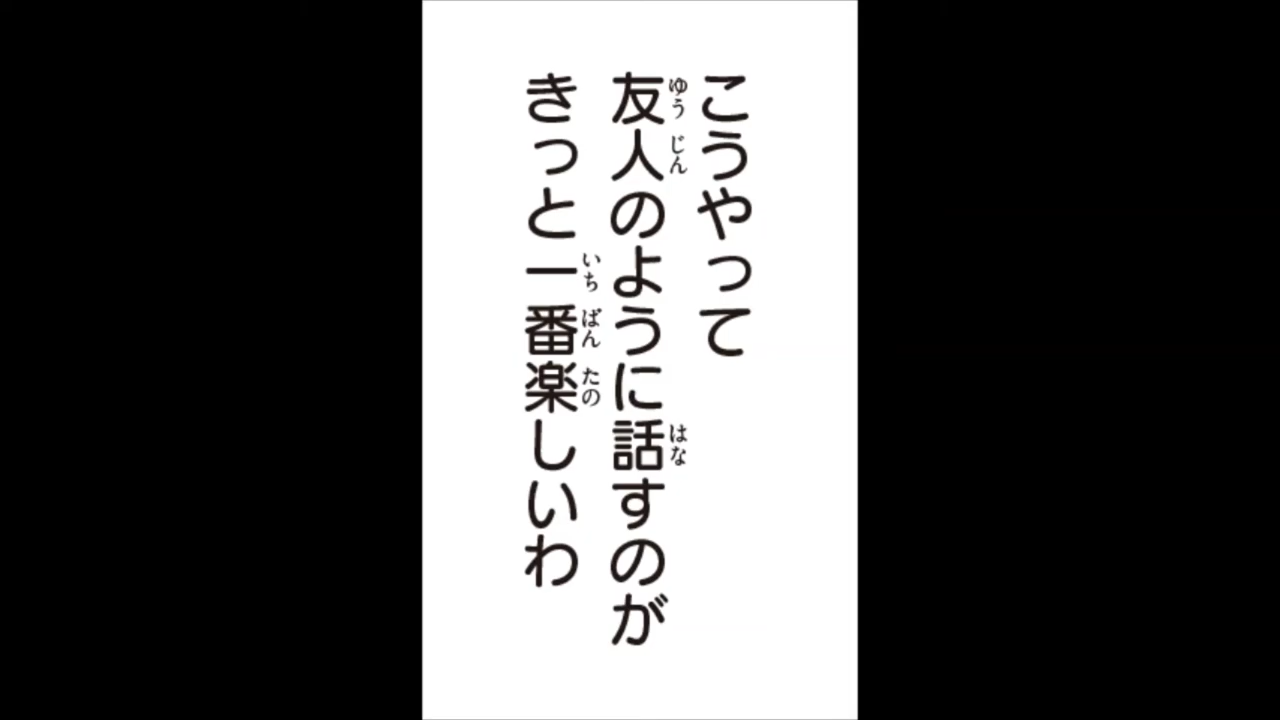 こうやって
友人のように話すのが
きっと一番楽しいわ